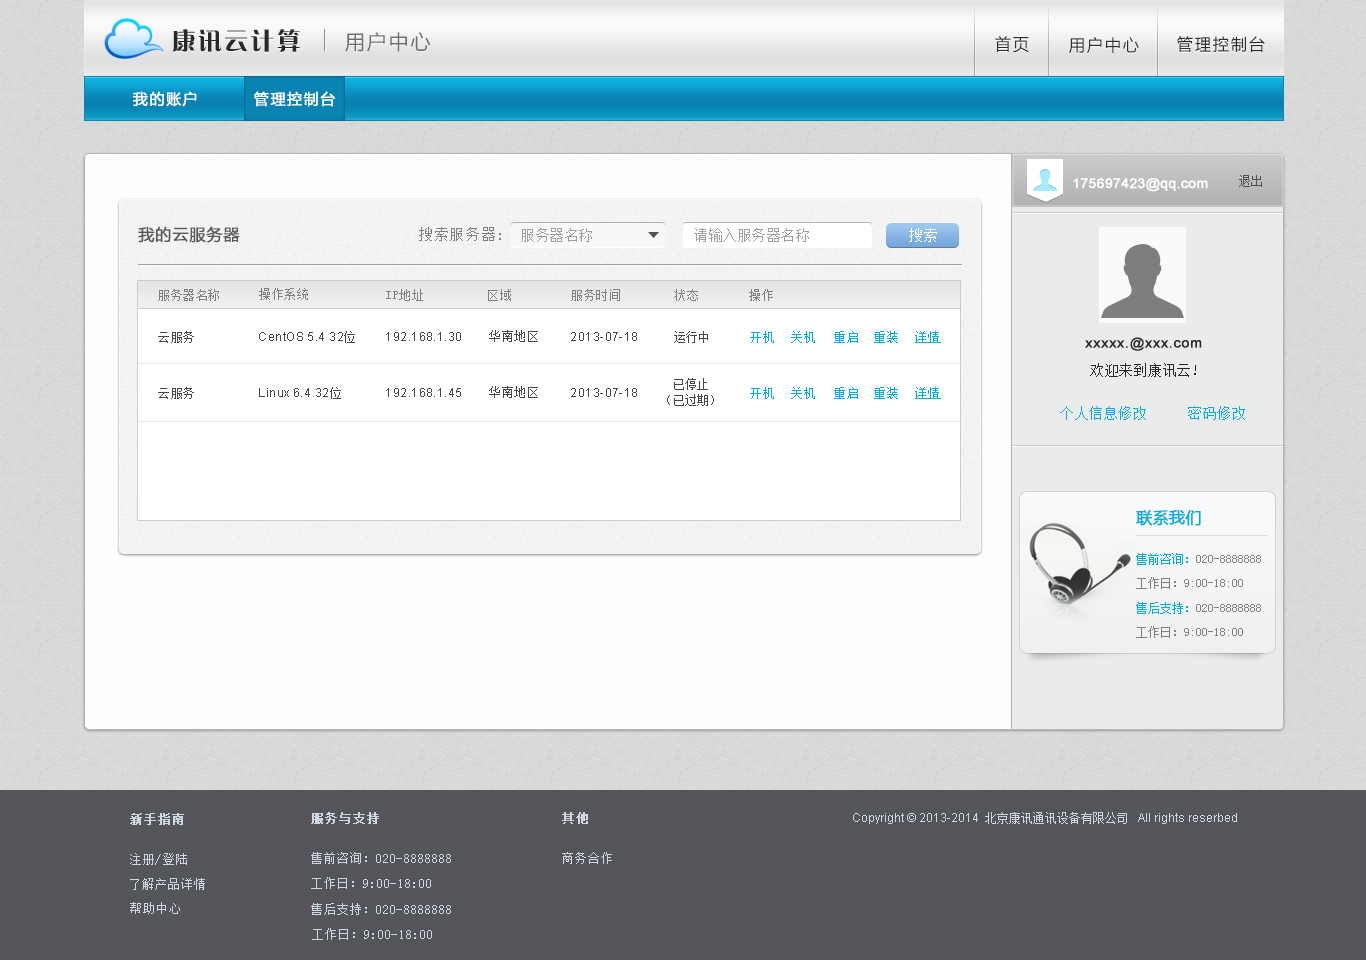 康讯云计算 用户中心 首页 用户中心 管理控制台
我的账户 管理控制台
175697423@qq.com 退出
我的云服务器 搜索服务器: 服务器名称 请输入服务器名称 搜索
服务器名称 操作系统 IP地址 区域 服务时间 状态 操作
云服务 CentOS 5.4 32位 192.168.1.30 华南地区 2013-07-18 运行中 开机 关机 重启 重装 详情
云服务 Linux 6.4 32位 192.168.1.45 华南地区 2013-07-18 已停止 开机 关机 重启 重装 详情
（已过期）
xxxxx.@xxx.com
欢迎来到康讯云!
个人信息修改 密码修改
联系我们
售前咨询: 020-8888888
工作日: 9:00-18:00
售后支持: 020-8888888
工作日: 9:00-18:00
新手指南
注册/登陆
了解产品详情
帮助中心
服务与支持
售前咨询: 020-8888888
工作日: 9:00-18:00
售后支持: 020-8888888
工作日: 9:00-18:00
其他
商务合作
Copyright © 2013-2014 北京康讯通讯设备有限公司 All rights reserbed